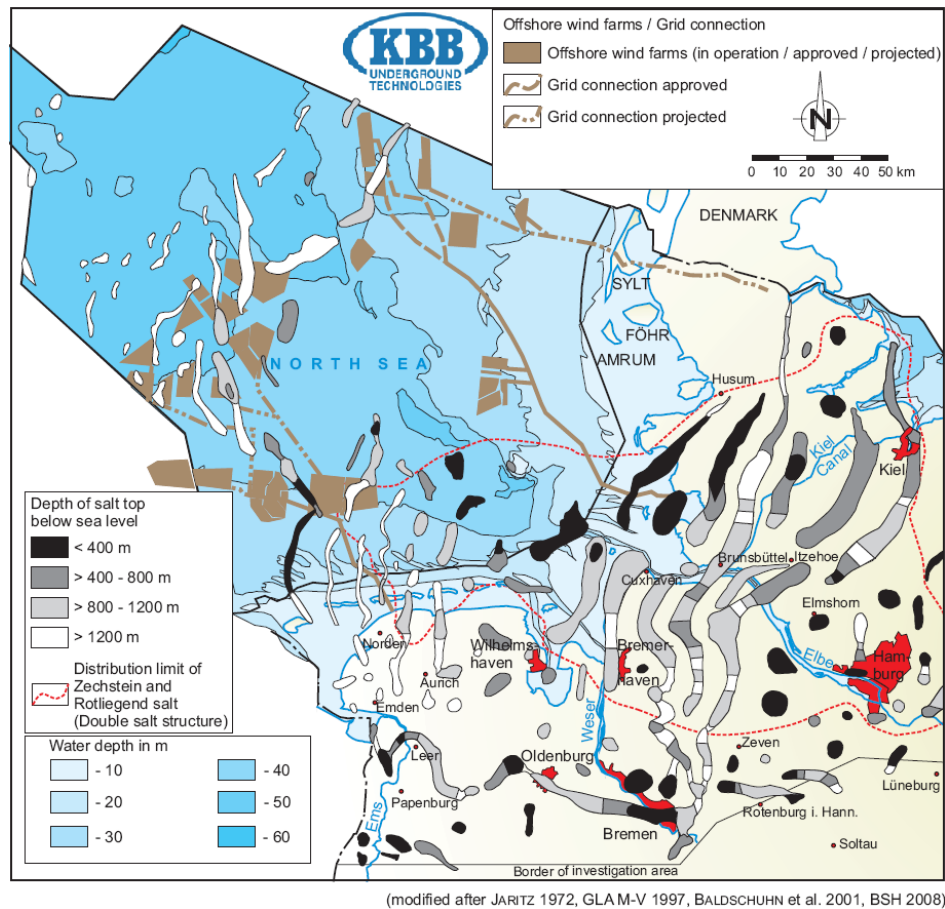 KBB
UNDERGROUND
TECHNOLOGIES
Offshore wind farms / Grid connection
Offshore wind farms (in operation / approved / projected)
Grid connection approved
Grid connection projected
N
0 10 20 30 40 50 km
DENMARK
SYLT
FÖHR
AMRUM
NORTH SEA
Husum
Kiel
Canal
Kiel
Depth of salt top
below sea level
< 400 m
> 400 - 800 m
> 800 - 1200 m
> 1200 m
Distribution limit of
Zechstein and
Rotliegend salt
(Double salt structure)
Brunsbüttel
Itzehoe
Cuxhaven
Elmshorn
Norden
Wilhelms-
haven
Bremer-
haven
Elbe
Ham-
burg
Aurich
Emden
Weser
Water depth in m
- 10
- 20
- 30
- 40
- 50
- 60
Leer
Oldenburg
Zeven
Papenburg
Ems
Lüneburg
Rotenburg i. Hann.
Bremen
Soltau
Border of investigation area
(modified after JARITZ 1972, GLA M-V 1997, BALDSCHUHN et al. 2001, BSH 2008)